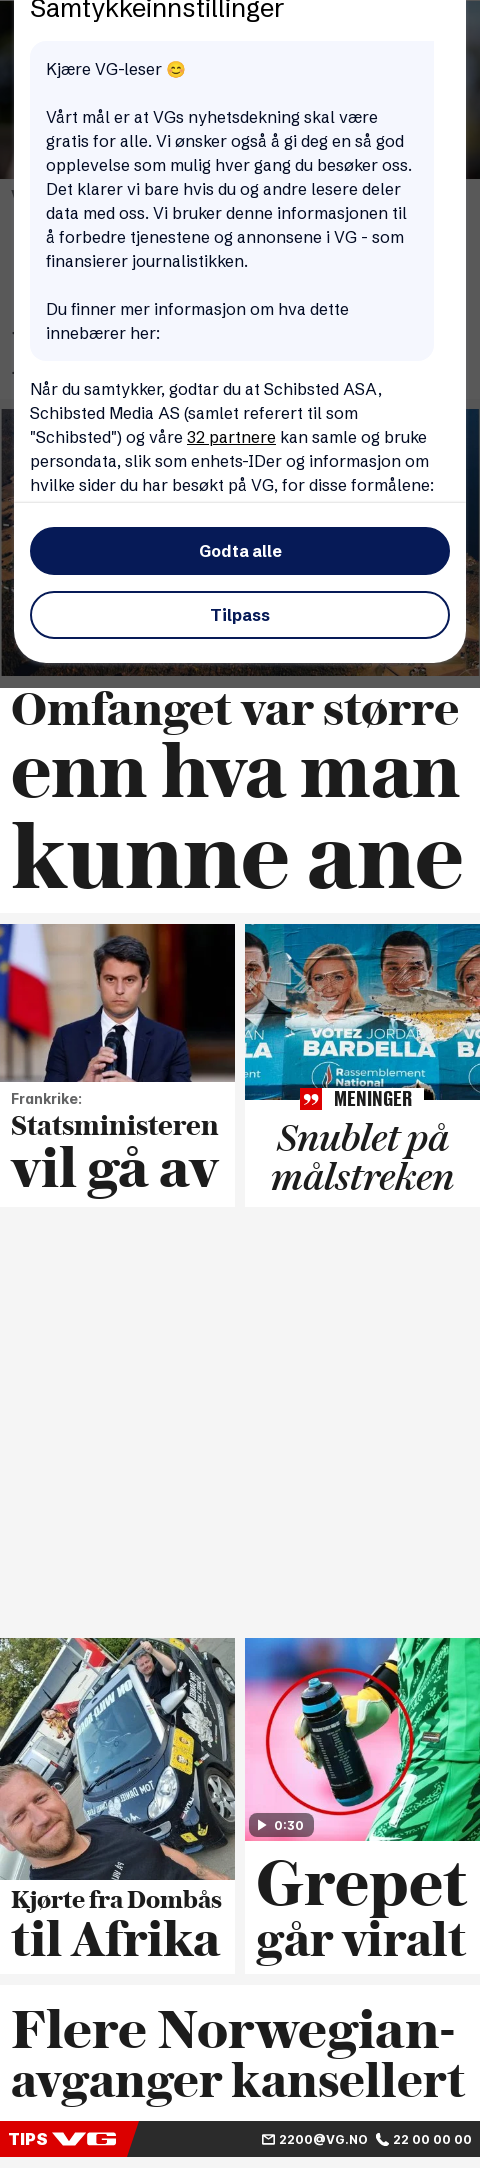 Samtykkeinnstillinger
Kjære VG-leser 😊
Vårt mål er at VGs nyhetsdekning skal være
gratis for alle. Vi ønsker også å gi deg en så god
opplevelse som mulig hver gang du besøker oss.
Det klarer vi bare hvis du og andre lesere deler
data med oss. Vi bruker denne informasjonen til
å forbedre tjenestene og annonsene i VG - som
finansierer journalistikken.
Du finner mer informasjon om hva dette
innebærer her:
Når du samtykker, godtar du at Schibsted ASA,
Schibsted Media AS (samlet referert til som
"Schibsted") og våre 32 partnere kan samle og bruke
persondata, slik som enhets-IDer og informasjon om
hvilke sider du har besøkt på VG, for disse formålene:
Godta alle
Tilpass
Omfanget var større
enn hva man
kunne ane
VOTEZ JORDAN
BARDELLA
Rassemblement
National
Frankrike:
Statsministeren
vil gå av
MENINGER
Snublet på
målstreken
TOM DANIEL
0:30
Kjørte fra Dombås
til Afrika
Grepet
går viralt
Flere Norwegian-
avganger kansellert
TIPS VG
2200@VG.NO 22 00 00 00